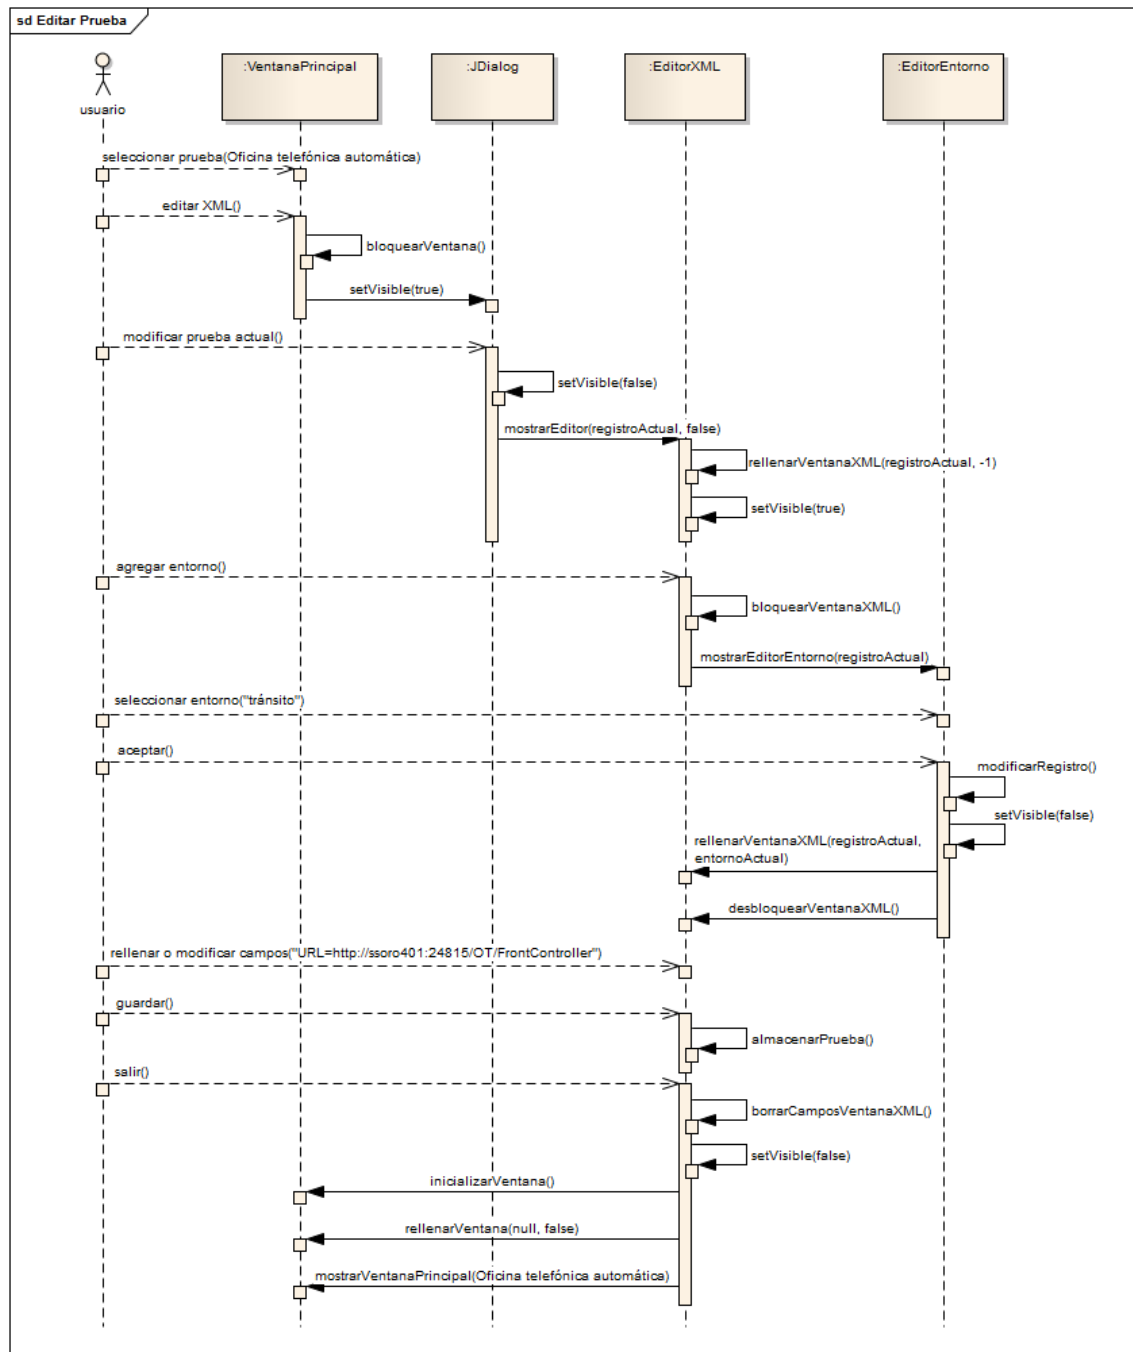 sd Editar Prueba
usuario
:VentanaPrincipal
:JDialog
:EditorXML
:EditorEntorno
seleccionar prueba(Oficina telefónica automática)
editar XML()
bloquearVentana()
setVisible(true)
modificar prueba actual()
setVisible(false)
mostrarEditor(registroActual, false)
rellenarVentanaXML(registroActual, -1)
setVisible(true)
agregar entorno()
bloquearVentanaXML()
mostrarEditorEntorno(registroActual)
seleccionar entorno("tránsito")
aceptar()
modificarRegistro()
setVisible(false)
rellenarVentanaXML(registroActual,
entornoActual)
desbloquearVentanaXML()
rellenar o modificar campos("URL=http://ssoro401:24815/OT/FrontController")
guardar()
almacenarPrueba()
salir()
borrarCamposVentanaXML()
setVisible(false)
inicializarVentana()
rellenarVentana(null, false)
mostrarVentanaPrincipal(Oficina telefónica automática)